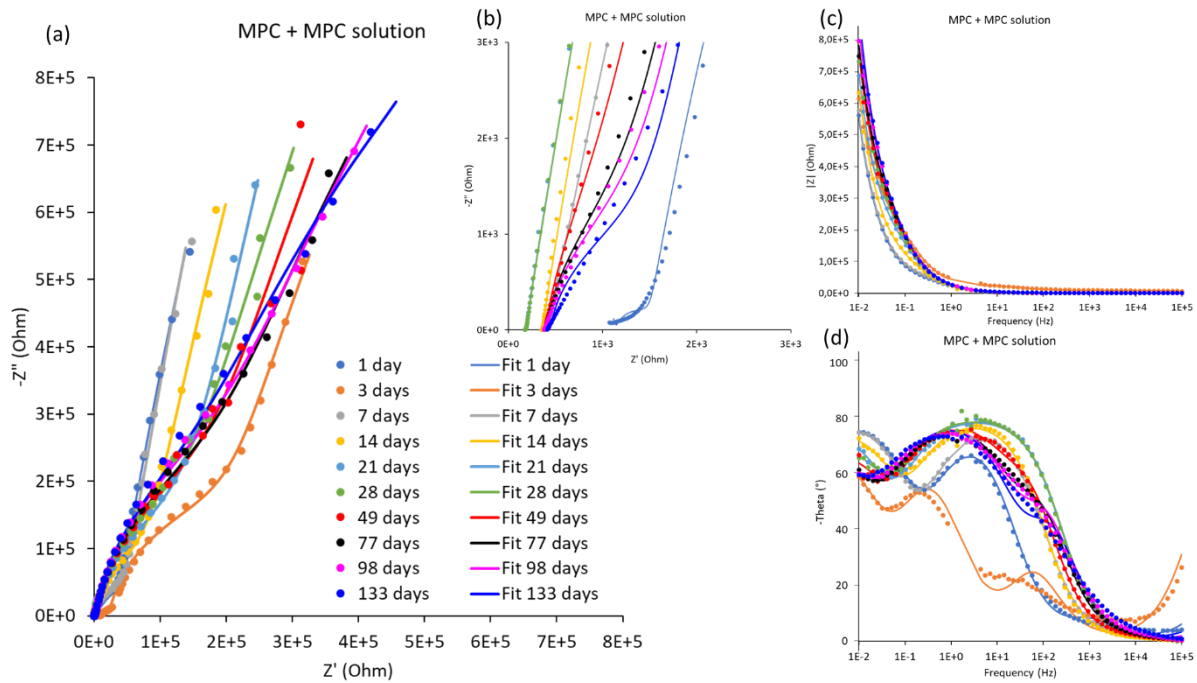 (a)
MPC + MPC solution
8E+5
7E+5
6E+5
5E+5
4E+5
3E+5
2E+5
1E+5
0E+0
-Z'' (Ohm)
0E+0 1E+5 2E+5 3E+5 4E+5 5E+5 6E+5 7E+5 8E+5
Z' (Ohm)
1 day Fit 1 day
3 days Fit 3 days
7 days Fit 7 days
14 days Fit 14 days
21 days Fit 21 days
28 days Fit 28 days
49 days Fit 49 days
77 days Fit 77 days
98 days Fit 98 days
133 days Fit 133 days
(b)
MPC + MPC solution
3E+3
2E+3
1E+3
0E+0
-Z'' (Ohm)
0E+0 1E+3 2E+3 3E+3
Z' (Ohm)
(c)
MPC + MPC solution
8,0E+5
7,0E+5
6,0E+5
5,0E+5
4,0E+5
3,0E+5
2,0E+5
1,0E+5
0,0E+0
|Z| (Ohm)
1E-2 1E-1 1E+0 1E+1 1E+2 1E+3 1E+4 1E+5
Frequency (Hz)
(d)
MPC + MPC solution
100
80
60
40
20
0
-Theta (°)
1E-2 1E-1 1E+0 1E+1 1E+2 1E+3 1E+4 1E+5
Frequency (Hz)